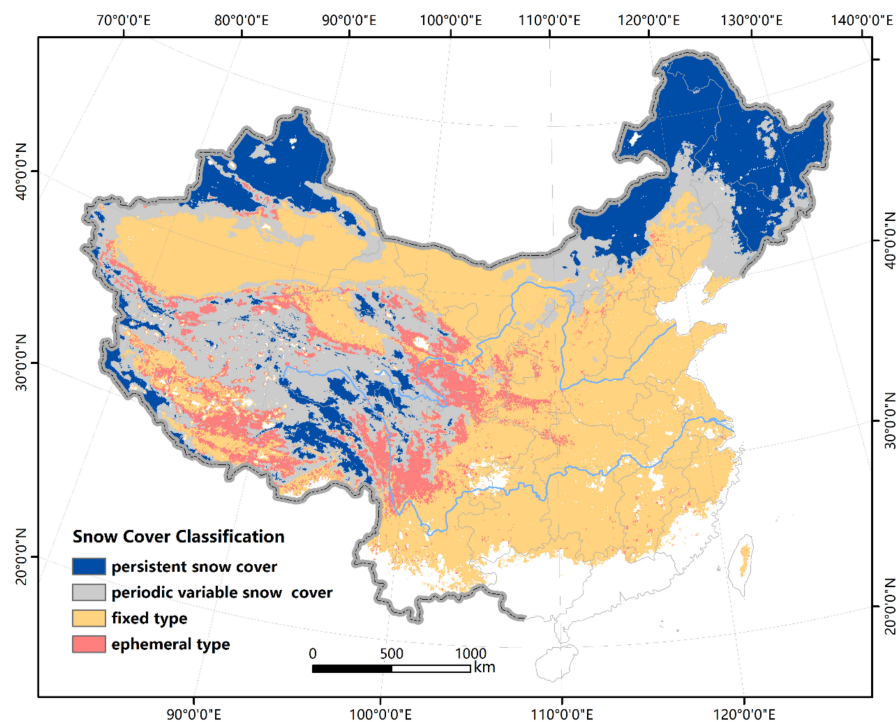 70°0'0"E 80°0'0"E 90°0'0"E 100°0'0"E 110°0'0"E 120°0'0"E 130°0'0"E 140°0'0"E
40°0'0"N
40°0'0"N
30°0'0"N
30°0'0"N
20°0'0"N
20°0'0"N
Snow Cover Classification
persistent snow cover
periodic variable snow cover
fixed type
ephemeral type
0 500 1000
km
90°0'0"E 100°0'0"E 110°0'0"E 120°0'0"E